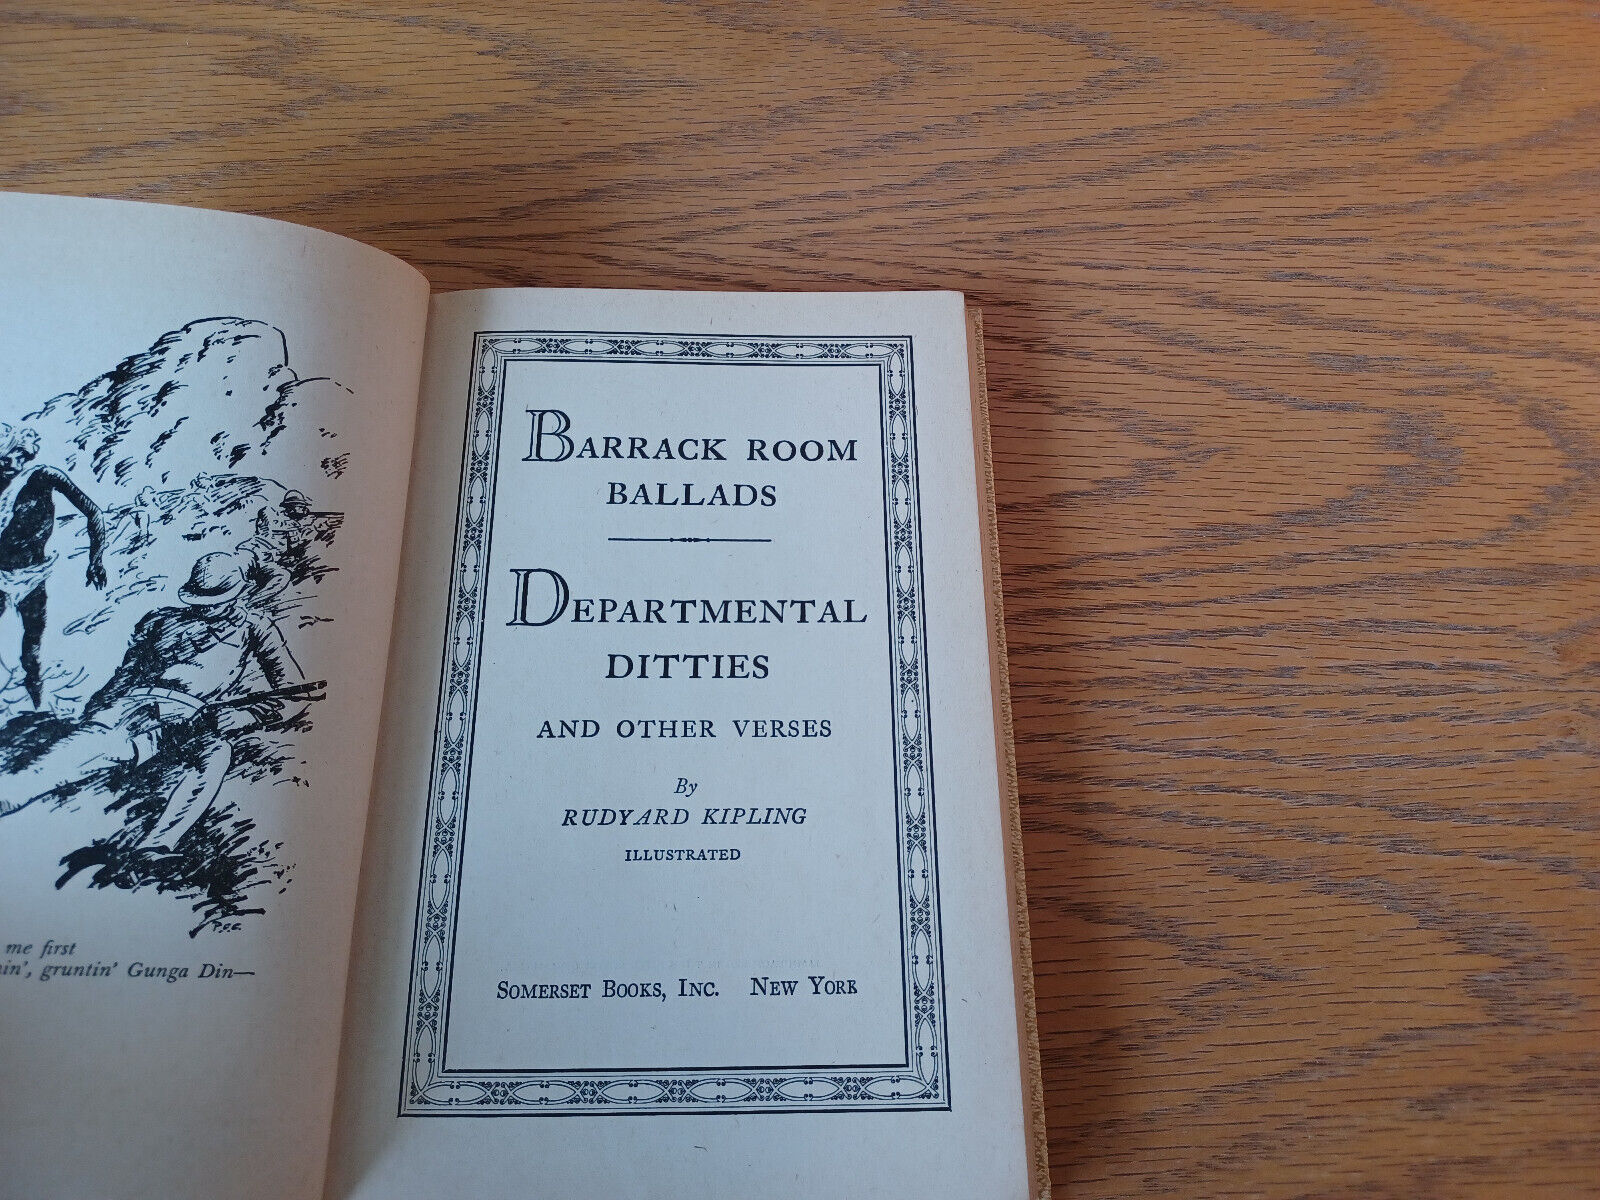 P.C.C.
me first
gruntin' Gunga Din—
BARRACK ROOM
BALLADS
DEPARTMENTAL
DITTIES
AND OTHER VERSES
By
RUDYARD KIPLING
ILLUSTRATED
SOMERSET BOOKS, INC. NEW YORK